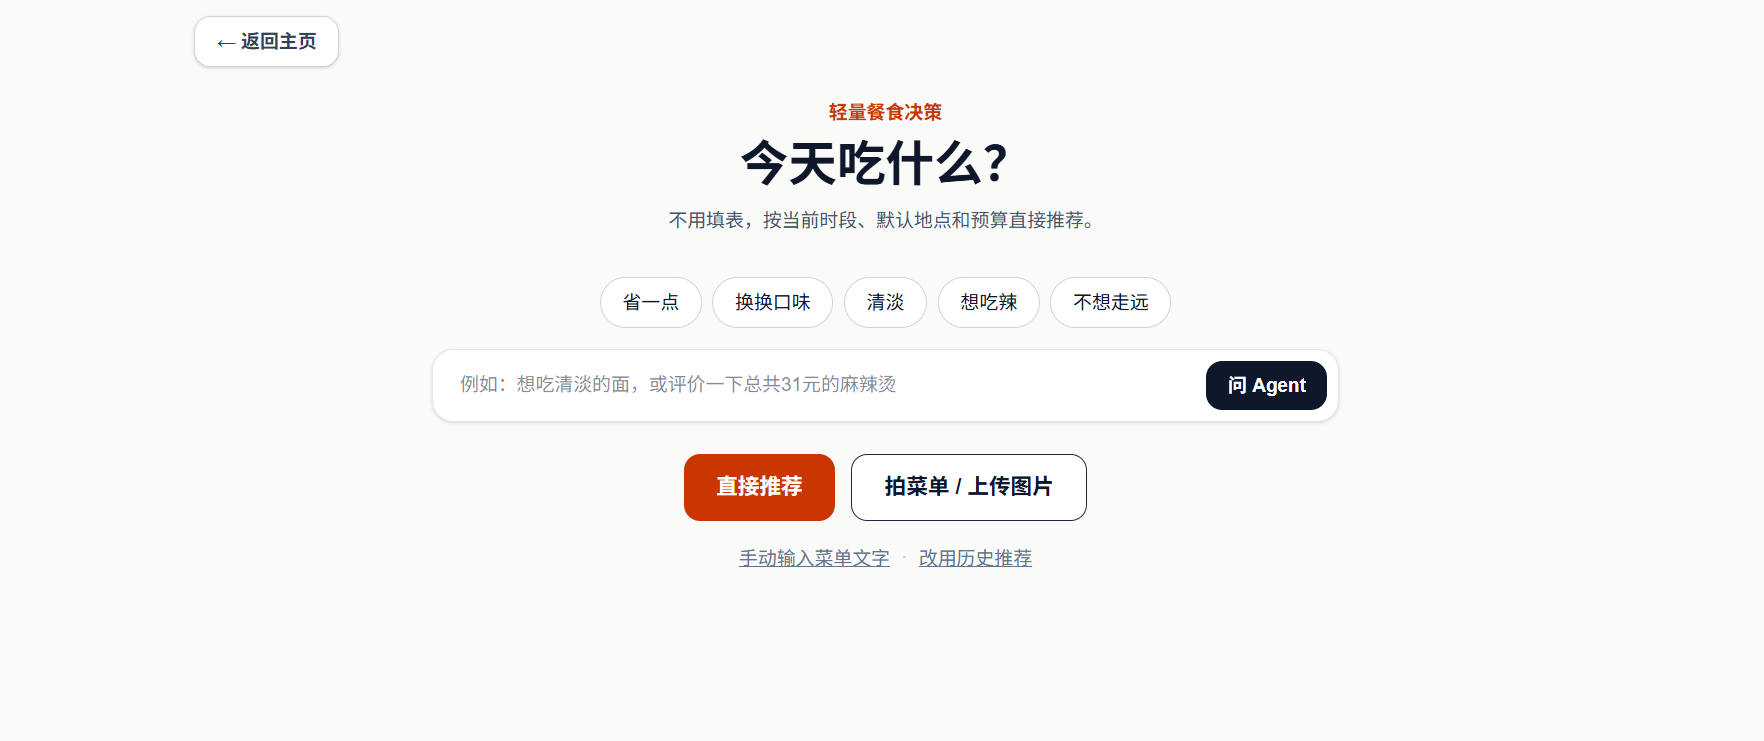 ← 返回主页
轻量餐食决策
今天吃什么？
不用填表，按当前时段、默认地点和预算直接推荐。
省一点 换换口味 清淡 想吃辣 不想走远
例如：想吃清淡的面，或评价一下总共31元的麻辣烫 问 Agent
直接推荐 拍菜单 / 上传图片
手动输入菜单文字 · 改用历史推荐